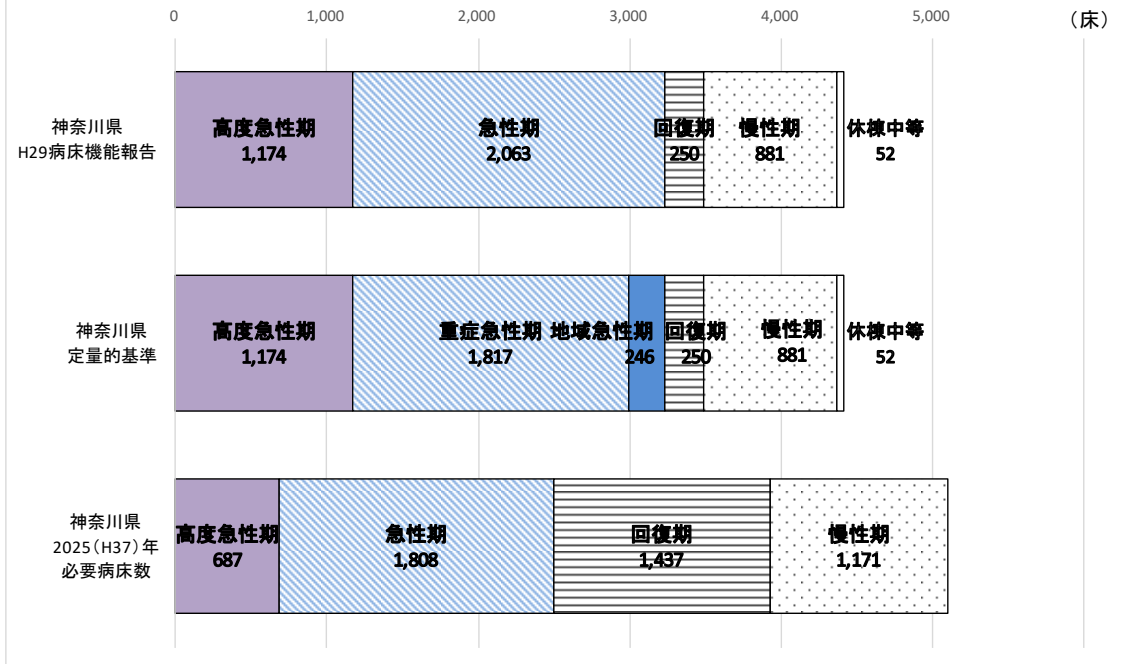 0 1,000 2,000 3,000 4,000 5,000 （床）
神奈川県
H29病床機能報告
高度急性期 急性期 回復期 慢性期 休棟中等
1,174 2,063 250 881 52
神奈川県
定量的基準
高度急性期 重症急性期 地域急性期 回復期 慢性期 休棟中等
1,174 1,817 246 250 881 52
神奈川県
2025（H37）年
必要病床数
高度急性期 急性期 回復期 慢性期
687 1,808 1,437 1,171